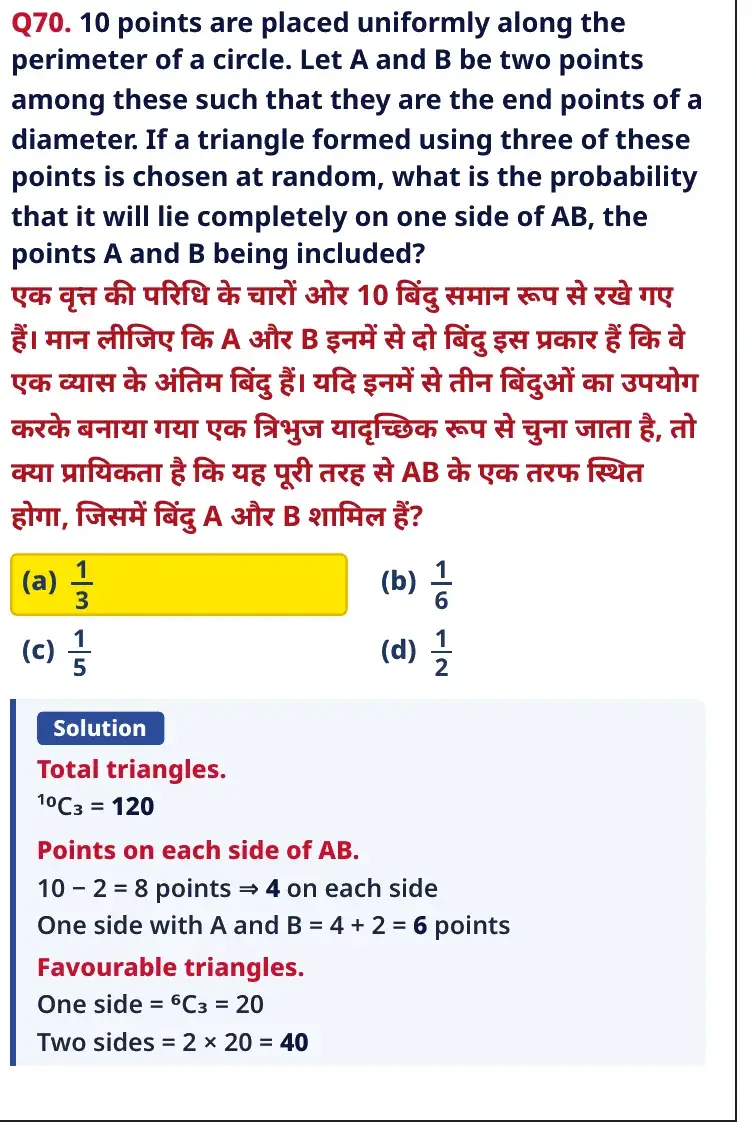 Q70. 10 points are placed uniformly along the
perimeter of a circle. Let A and B be two points
among these such that they are the end points of a
diameter. If a triangle formed using three of these
points is chosen at random, what is the probability
that it will lie completely on one side of AB, the
points A and B being included?
एक वृत्त की परिधि के चारों ओर 10 बिंदु समान रूप से रखे गए
हैं। मान लीजिए कि A और B इनमें से दो बिंदु इस प्रकार हैं कि वे
एक व्यास के अंतिम बिंदु हैं। यदि इनमें से तीन बिंदुओं का उपयोग
करके बनाया गया एक त्रिभुज यादृच्छिक रूप से चुना जाता है, तो
क्या प्रायिकता है कि यह पूरी तरह से AB के एक तरफ स्थित
होगा, जिसमें बिंदु A और B शामिल हैं?
(a) 1/3 (b) 1/6
(c) 1/5 (d) 1/2
Solution
Total triangles.
¹⁰C₃ = 120
Points on each side of AB.
10 − 2 = 8 points ⇒ 4 on each side
One side with A and B = 4 + 2 = 6 points
Favourable triangles.
One side = ⁶C₃ = 20
Two sides = 2 × 20 = 40